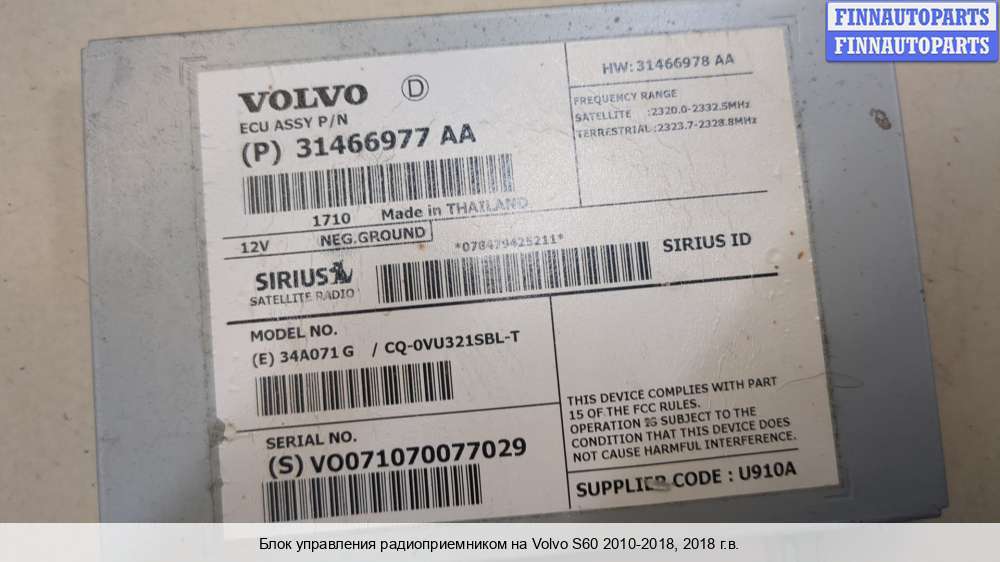 FINNAUTOPARTS
FINNAUTOPARTS
VOLVO D
ECU ASSY P/N
(P) 31466977 AA
HW: 31466978 AA
FREQUENCY RANGE
SATELLITE :2320.0-2332.5MHz
TERRESTRIAL :2323.7-2328.8MHz
1710 Made in THAILAND
12V NEG.GROUND
*078479425211*
SIRIUS ID
SIRIUS
SATELLITE RADIO
MODEL NO.
(E) 34A071 G / CQ-0VU321SBL-T
SERIAL NO.
(S) VO071070077029
THIS DEVICE COMPLIES WITH PART
15 OF THE FCC RULES.
OPERATION IS SUBJECT TO THE
CONDITION THAT THIS DEVICE DOES
NOT CAUSE HARMFUL INTERFERENCE.
SUPPLIER CODE : U910A
Блок управления радиоприемником на Volvo S60 2010-2018, 2018 г.в.